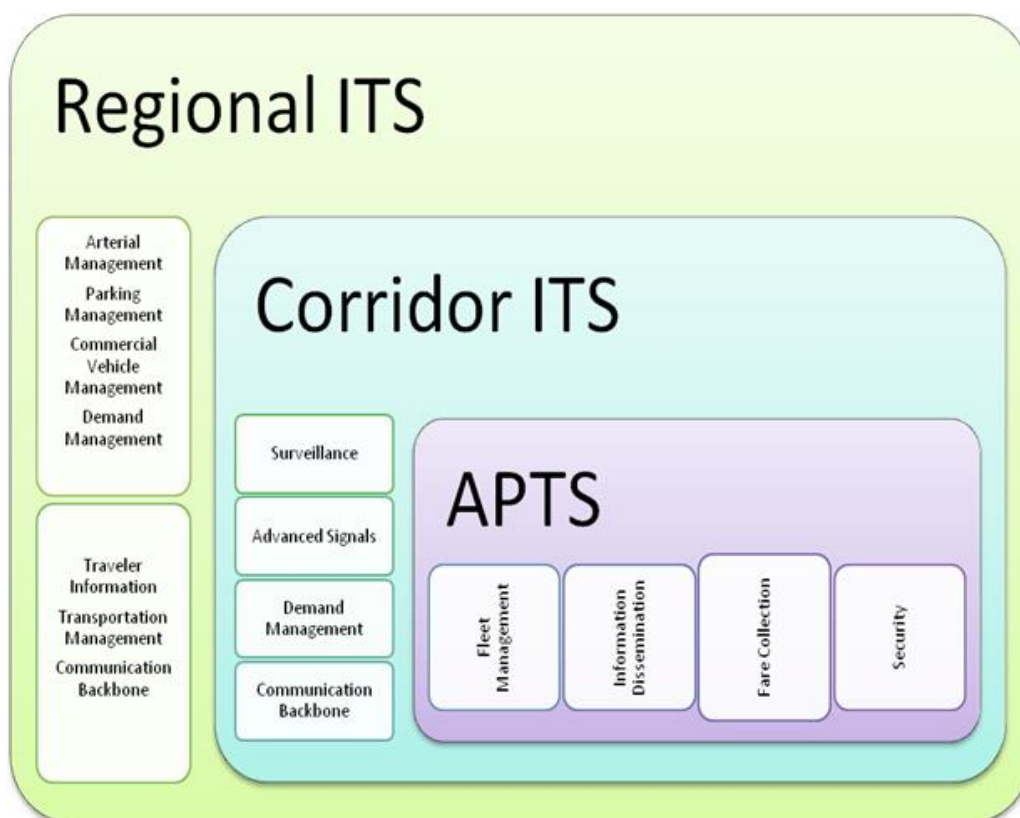 Regional ITS
Arterial
Management
Parking
Management
Commercial
Vehicle
Management
Demand
Management
Traveler
Information
Transportation
Management
Communication
Backbone
Corridor ITS
Surveillance
Advanced Signals
Demand
Management
Communication
Backbone
APTS
Fleet
Management
Information
Dissemination
Fare Collection
Security